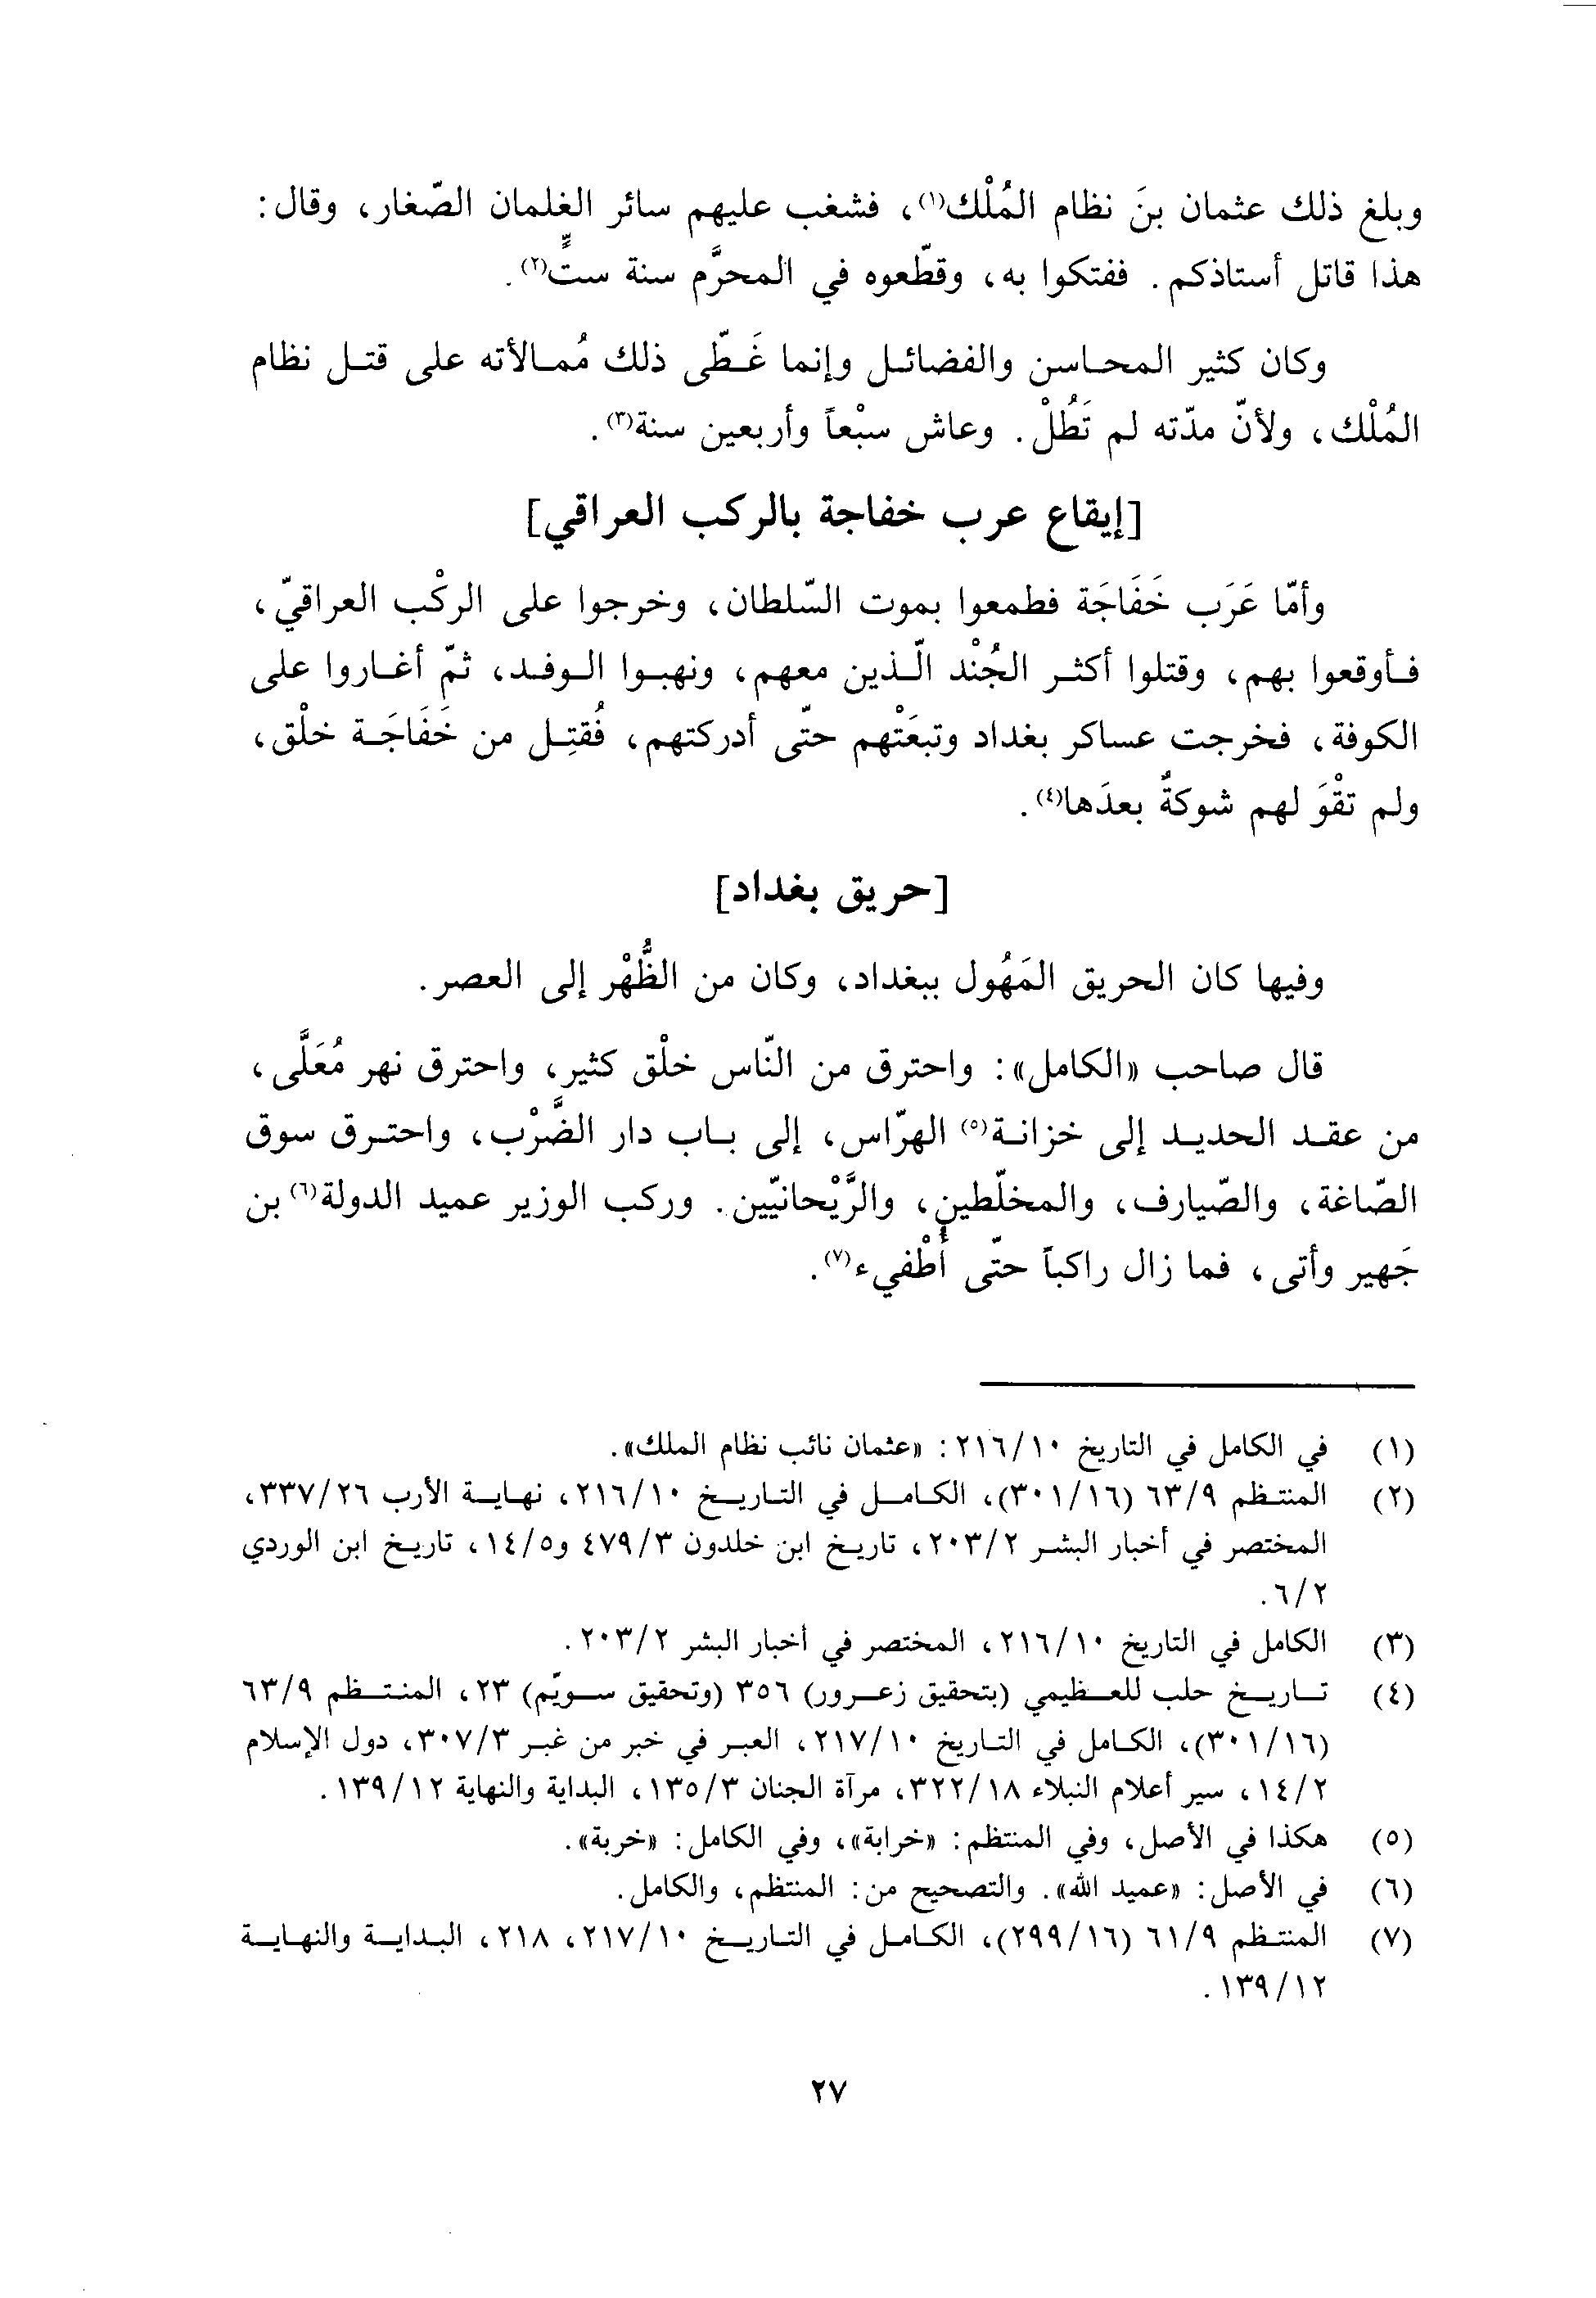 وبلغ ذلك عثمان بنَ نظام المُلْك(١)، فشغب عليهم سائر الغلمان الصّغار، وقال:
هذا قاتل أستاذكم. ففتكوا به، وقطّعوه في المحرَّم سنة ستٍّ(٢).
وكان كثير المحاسن والفضائل وإنما غَطّى ذلك مُمالأته على قتل نظام
المُلْك، ولأنّ مدّته لم تَطُلْ. وعاش سبْعاً وأربعين سنة(٣).
[إيقاع عرب خفاجة بالركب العراقي]
وأمّا عَرَب خَفَاجَة فطمعوا بموت السّلطان، وخرجوا على الركْب العراقيّ،
فأوقعوا بهم، وقتلوا أكثر الجُنْد الّذين معهم، ونهبوا الوفد، ثمّ أغاروا على
الكوفة، فخرجت عساكر بغداد وتبعَتْهم حتّى أدركتهم، فُقتِل من خَفَاجَة خلْق،
ولم تقْوَ لهم شوكةٌ بعدَها(٤).
[حريق بغداد]
وفيها كان الحريق المَهُول ببغداد، وكان من الظُّهْر إلى العصر.
قال صاحب «الكامل»: واحترق من النّاس خلْق كثير، واحترق نهر مُعَلَّى،
من عقد الحديد إلى خزانة(٥) الهرّاس، إلى باب دار الضَّرْب، واحترق سوق
الصّاغة، والصّيارف، والمخلّطين، والرَّيْحانيّين. وركب الوزير عميد الدولة(٦) بن
جَهير وأتى، فما زال راكباً حتّى أُطْفيء(٧).
(١) في الكامل في التاريخ ٢١٦/١٠: «عثمان نائب نظام الملك».
(٢) المنتظم ٦٣/٩ (٣٠١/١٦)، الكامل في التاريخ ٢١٦/١٠، نهاية الأرب ٣٣٧/٢٦،
المختصر في أخبار البشر ٢٠٣/٢، تاريخ ابن خلدون ٤٧٩/٣ و١٤/٥، تاريخ ابن الوردي
٦/٢.
(٣) الكامل في التاريخ ٢١٦/١٠، المختصر في أخبار البشر ٢٠٣/٢.
(٤) تاريخ حلب للعظيمي (بتحقيق زعرور) ٣٥٦ (وتحقيق سويّم) ٢٣، المنتظم ٦٣/٩
(٣٠١/١٦)، الكامل في التاريخ ٢١٧/١٠، العبر في خبر من غبر ٣٠٧/٣، دول الإسلام
١٤/٢، سير أعلام النبلاء ٣٢٢/١٨، مرآة الجنان ١٣٥/٣، البداية والنهاية ١٣٩/١٢.
(٥) هكذا في الأصل، وفي المنتظم: «خرابة»، وفي الكامل: «خربة».
(٦) في الأصل: «عميد الله». والتصحيح من: المنتظم، والكامل.
(٧) المنتظم ٦١/٩ (٢٩٩/١٦)، الكامل في التاريخ ٢١٧/١٠، ٢١٨، البداية والنهاية
١٣٩/١٢.
٢٧